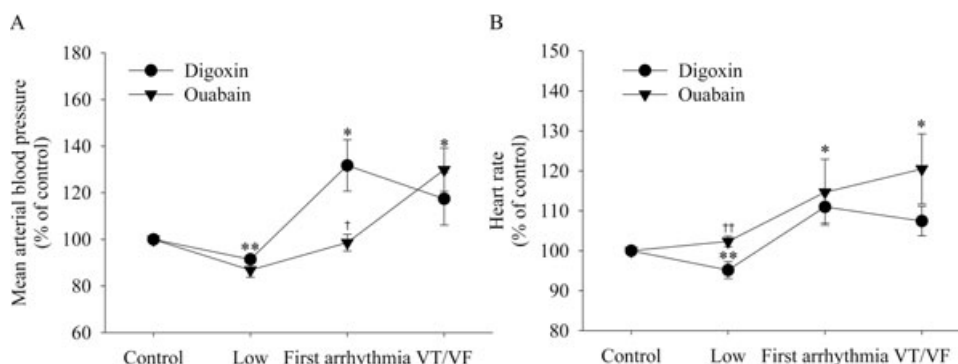 A
Mean arterial blood pressure
(% of control)
180
160
140
120
100
80
60
Digoxin
Ouabain
*
*
**
†
Control Low First arrhythmia VT/VF
B
Heart rate
(% of control)
150
140
130
120
110
100
90
80
Digoxin
Ouabain
*
*
††
**
Control Low First arrhythmia VT/VF